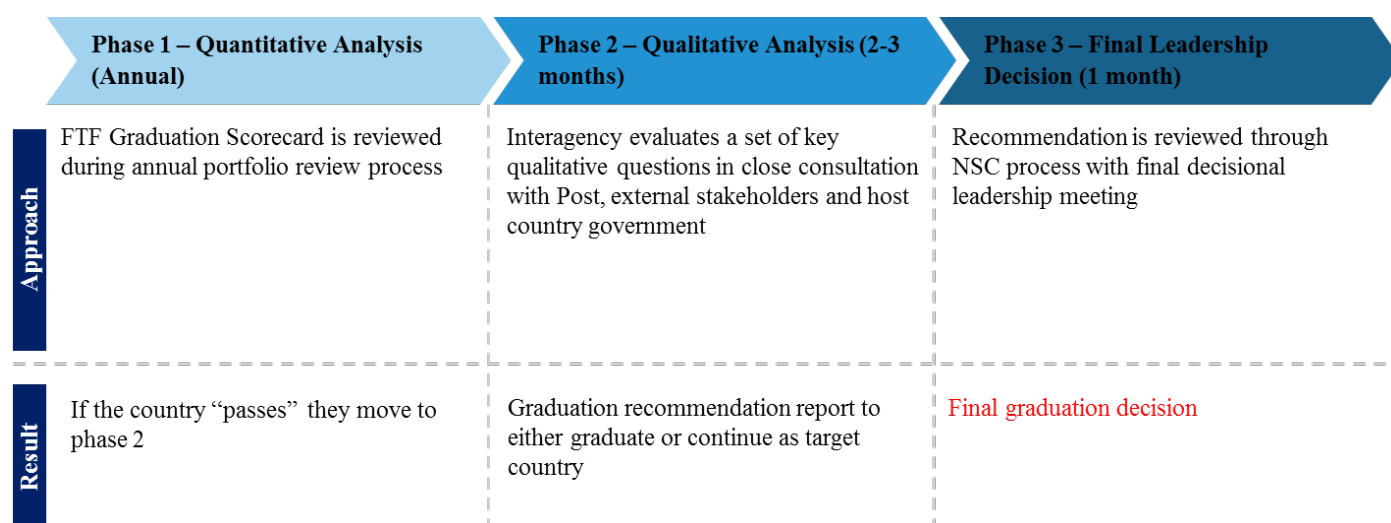 Phase 1 – Quantitative Analysis
(Annual)
Phase 2 – Qualitative Analysis (2-3
months)
Phase 3 – Final Leadership
Decision (1 month)
Approach
FTF Graduation Scorecard is reviewed
during annual portfolio review process
Interagency evaluates a set of key
qualitative questions in close consultation
with Post, external stakeholders and host
country government
Recommendation is reviewed through
NSC process with final decisional
leadership meeting
Result
If the country “passes” they move to
phase 2
Graduation recommendation report to
either graduate or continue as target
country
Final graduation decision